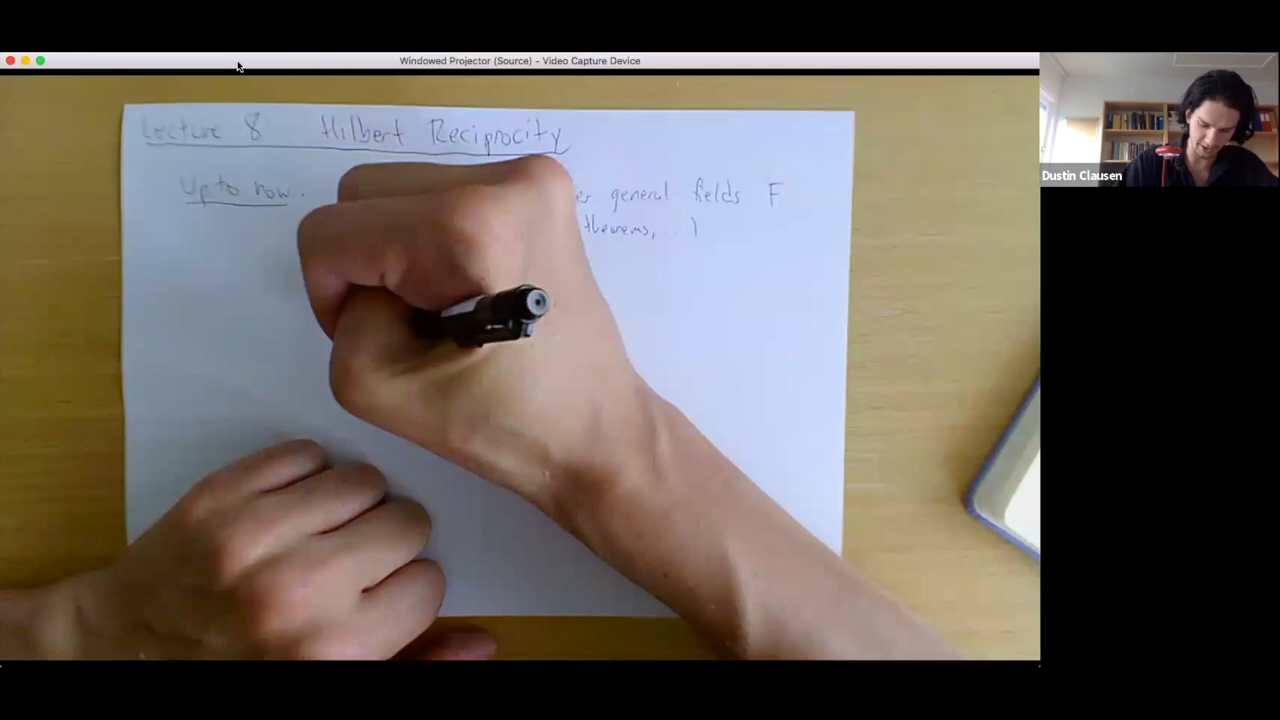 Windowed Projector (Source) - Video Capture Device
Dustin Clausen
Lecture 8 Hilbert Reciprocity
Up to now. general fields F
theorems, ... )